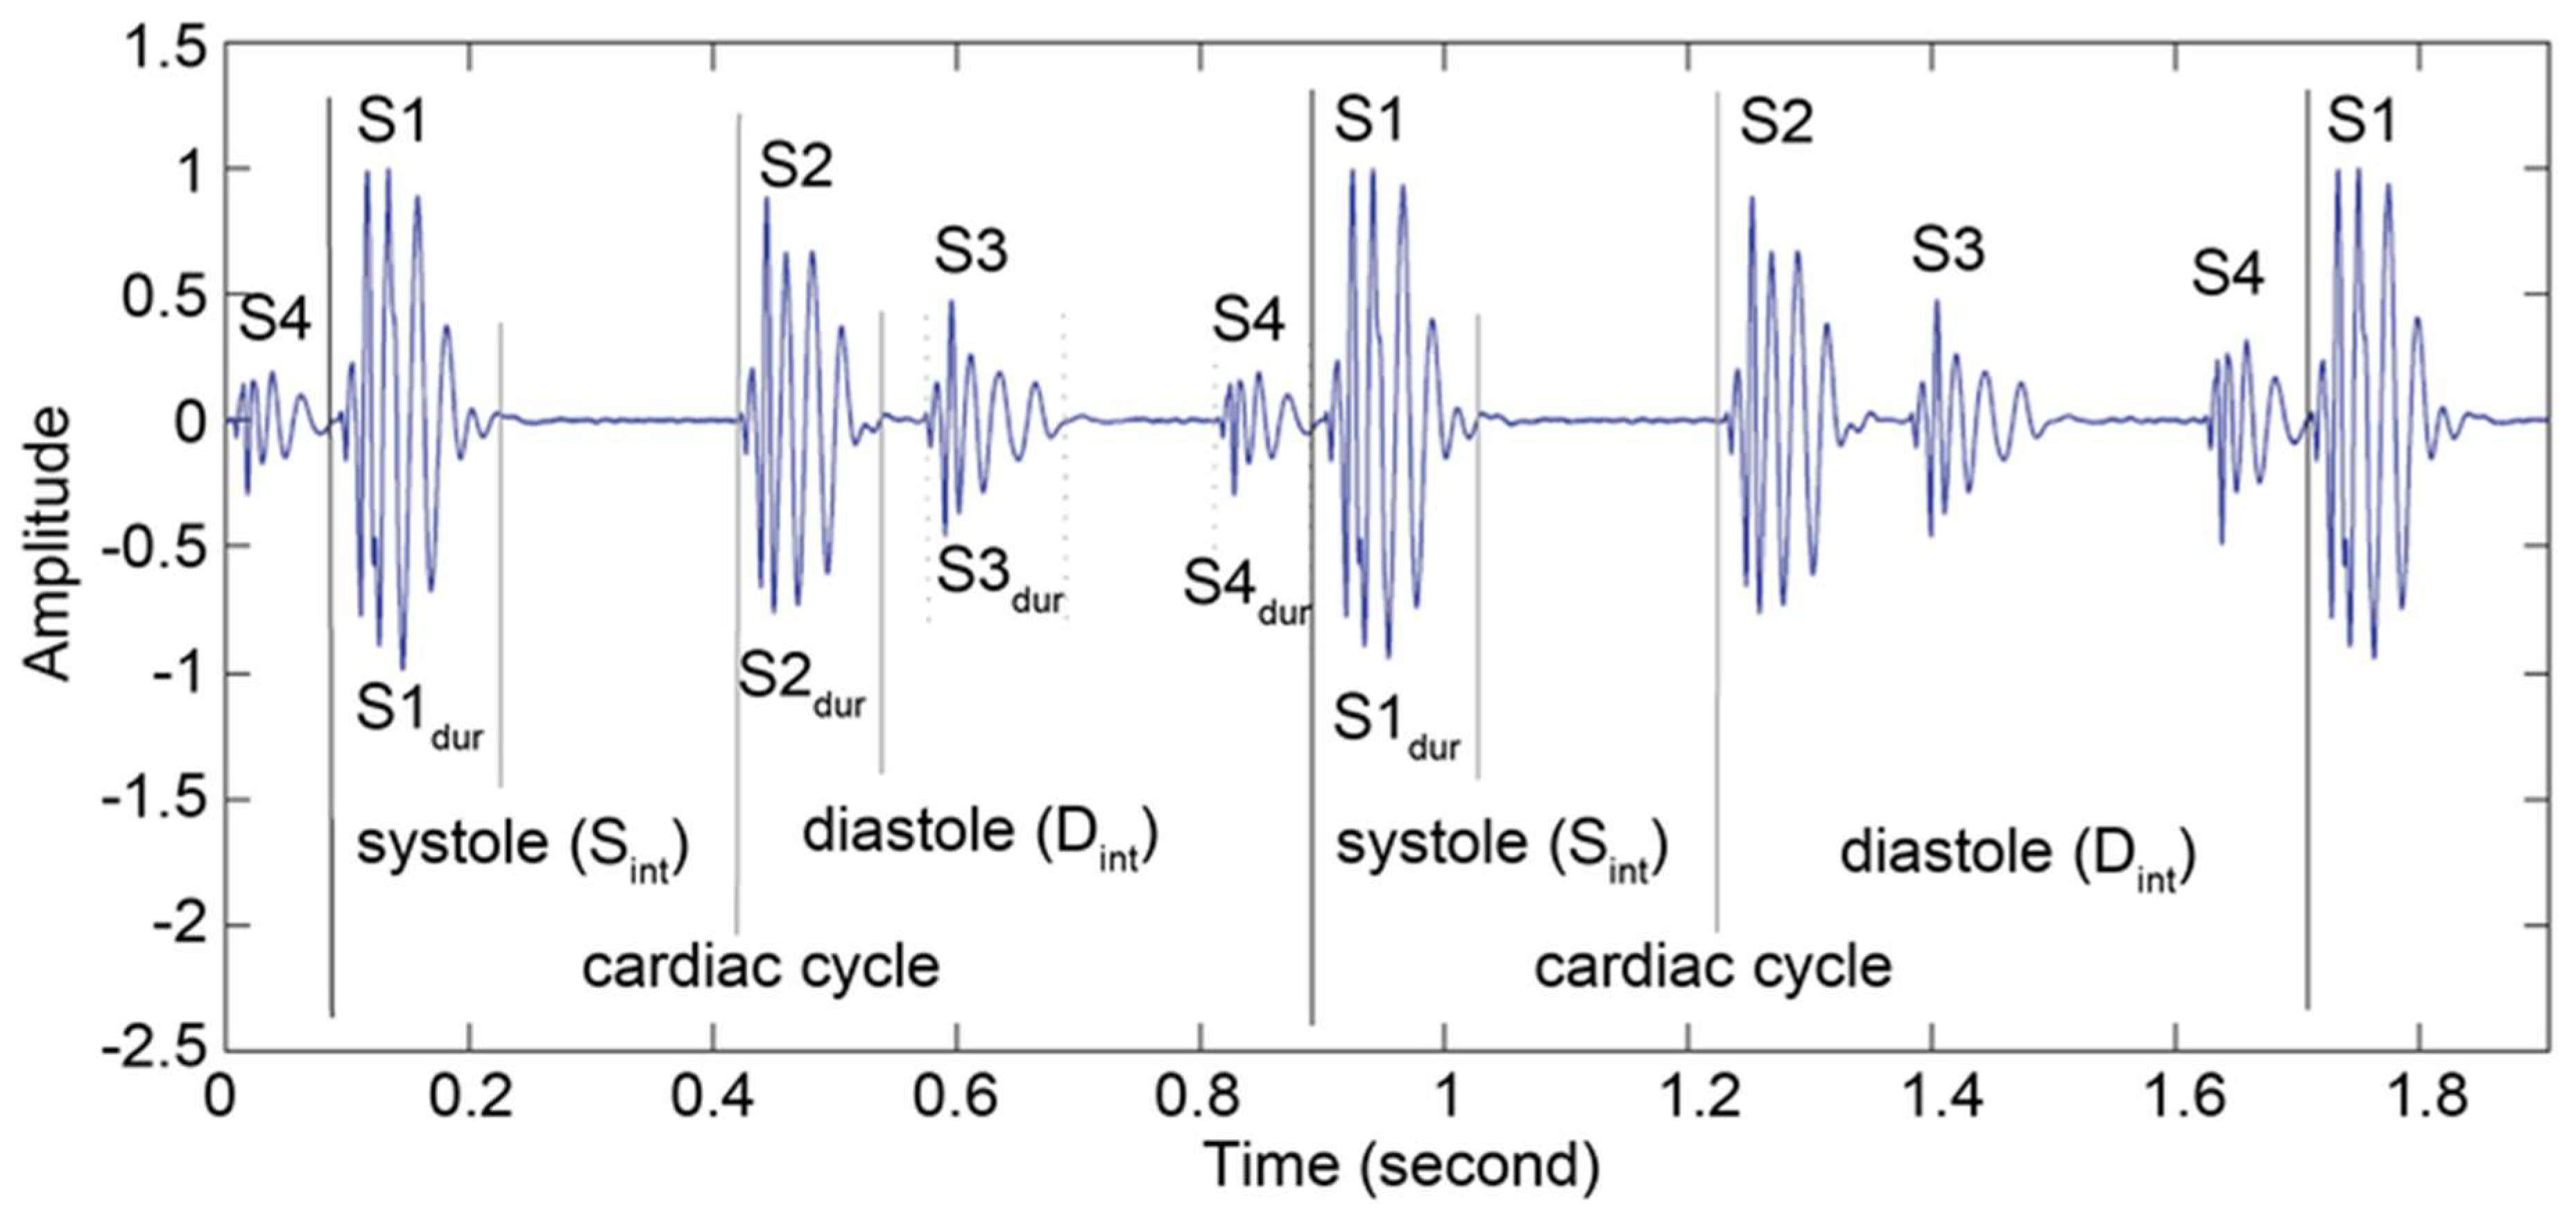 1.5
1
0.5
0
-0.5
-1
-1.5
-2
-2.5
Amplitude
S4
S1
S2
S3
S4
S1
S2
S3
S4
S1
S1dur
S2dur
S3dur
S4dur
S1dur
systole (Sint)
diastole (Dint)
systole (Sint)
diastole (Dint)
cardiac cycle
cardiac cycle
0 0.2 0.4 0.6 0.8 1 1.2 1.4 1.6 1.8
Time (second)